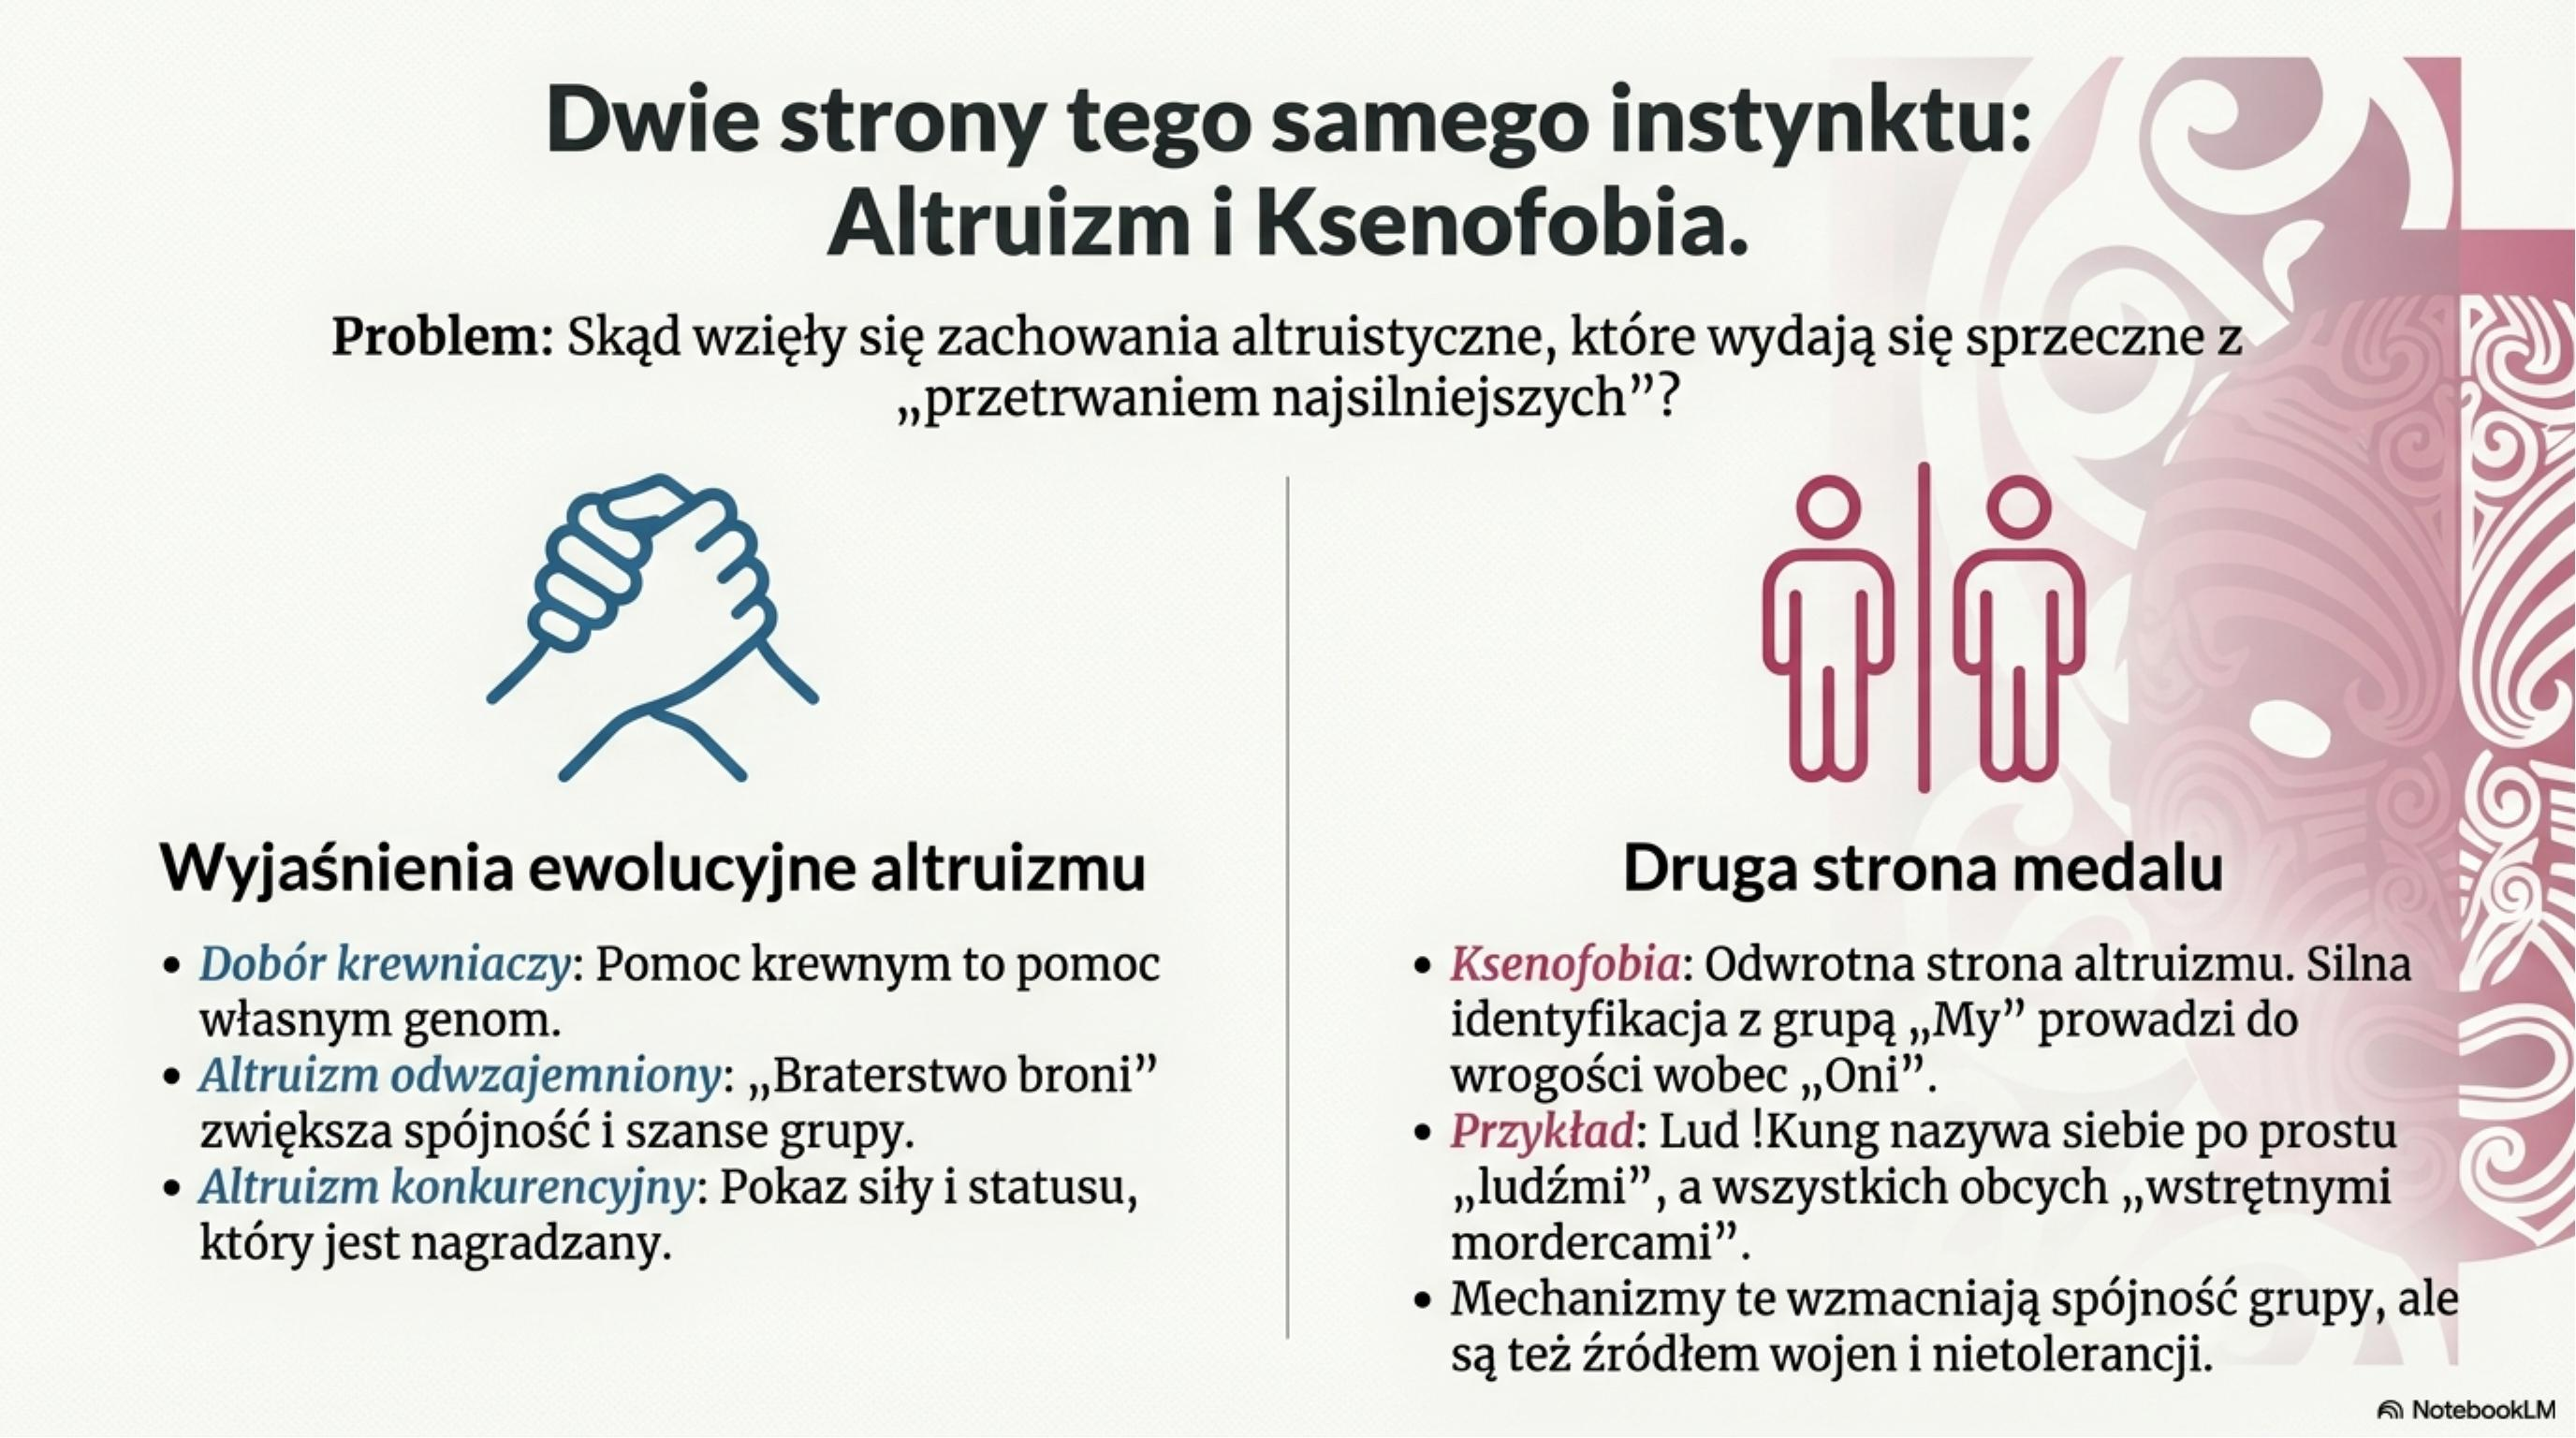 Dwie strony tego samego instynktu:
Altruizm i Ksenofobia.
Problem: Skąd wzięły się zachowania altruistyczne, które wydają się sprzeczne z
„przetrwaniem najsilniejszych”?
Wyjaśnienia ewolucyjne altruizmu
• Dobór krewniaczy: Pomoc krewnym to pomoc
własnym genom.
• Altruizm odwzajemniony: „Braterstwo broni”
zwiększa spójność i szanse grupy.
• Altruizm konkurencyjny: Pokaz siły i statusu,
który jest nagradzany.
Druga strona medalu
• Ksenofobia: Odwrotna strona altruizmu. Silna
identyfikacja z grupą „My” prowadzi do
wrogości wobec „Oni”.
• Przykład: Lud !Kung nazywa siebie po prostu
„ludźmi”, a wszystkich obcych „wstrętnymi
mordercami”.
• Mechanizmy te wzmacniają spójność grupy, ale
są też źródłem wojen i nietolerancji.
NotebookLM